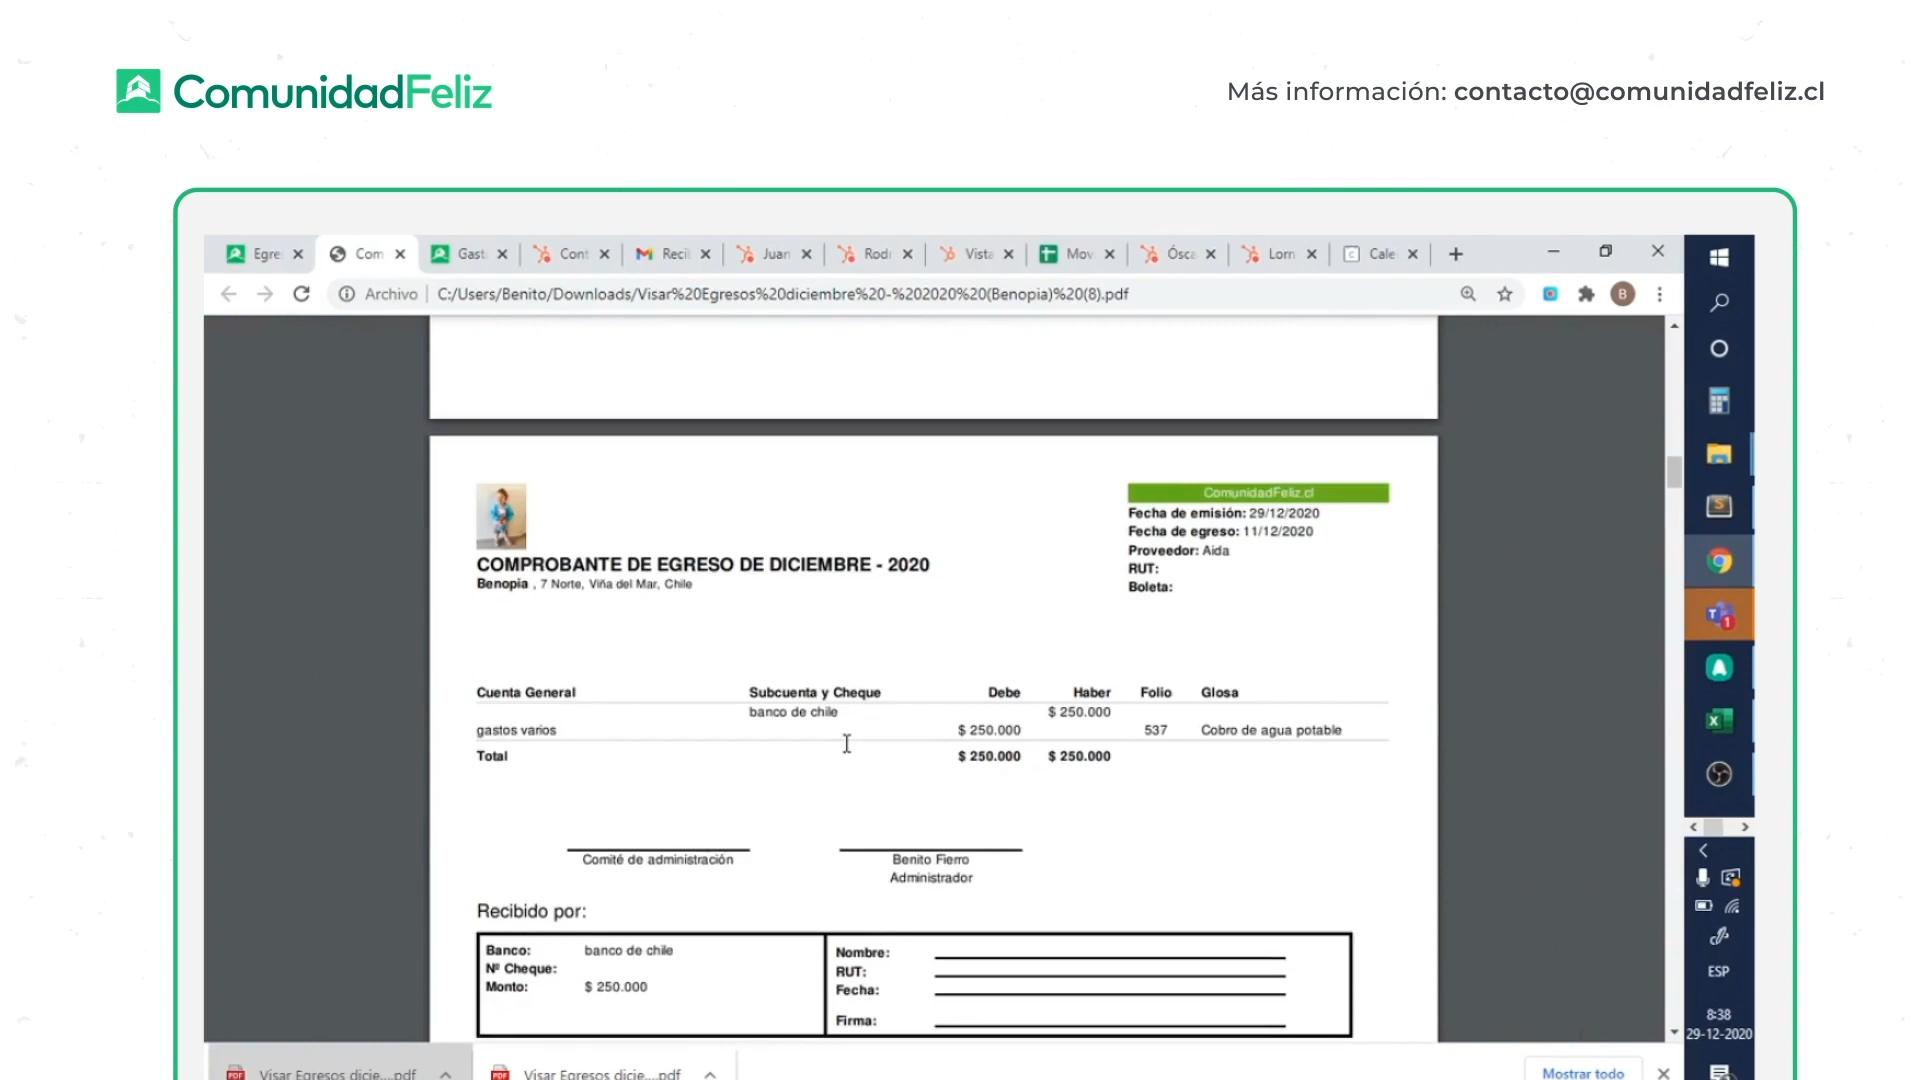 ComunidadFeliz
Más información: contacto@comunidadfeliz.cl
Egre
Com
Gast
Cont
Recil
Juan
Rodi
Vista
Mov
Ósca
Lorn
Cale
Archivo
C:/Users/Benito/Downloads/Visar%20Egresos%20diciembre%20-%202020%20(Benopia)%20(8).pdf
B
ComunidadFeliz.cl
Fecha de emisión: 29/12/2020
Fecha de egreso: 11/12/2020
Proveedor: Aida
RUT:
Boleta:
COMPROBANTE DE EGRESO DE DICIEMBRE - 2020
Benopia , 7 Norte, Viña del Mar, Chile
Cuenta General Subcuenta y Cheque Debe Haber Folio Glosa
banco de chile $ 250.000
gastos varios $ 250.000 537 Cobro de agua potable
Total $ 250.000 $ 250.000
Comité de administración
Benito Fierro
Administrador
Recibido por:
Banco: banco de chile
Nº Cheque:
Monto: $ 250.000
Nombre:
RUT:
Fecha:
Firma:
ESP
8:38
29-12-2020
Visar Egresos dicie....pdf
Visar Egresos dicie....pdf
Mostrar todo